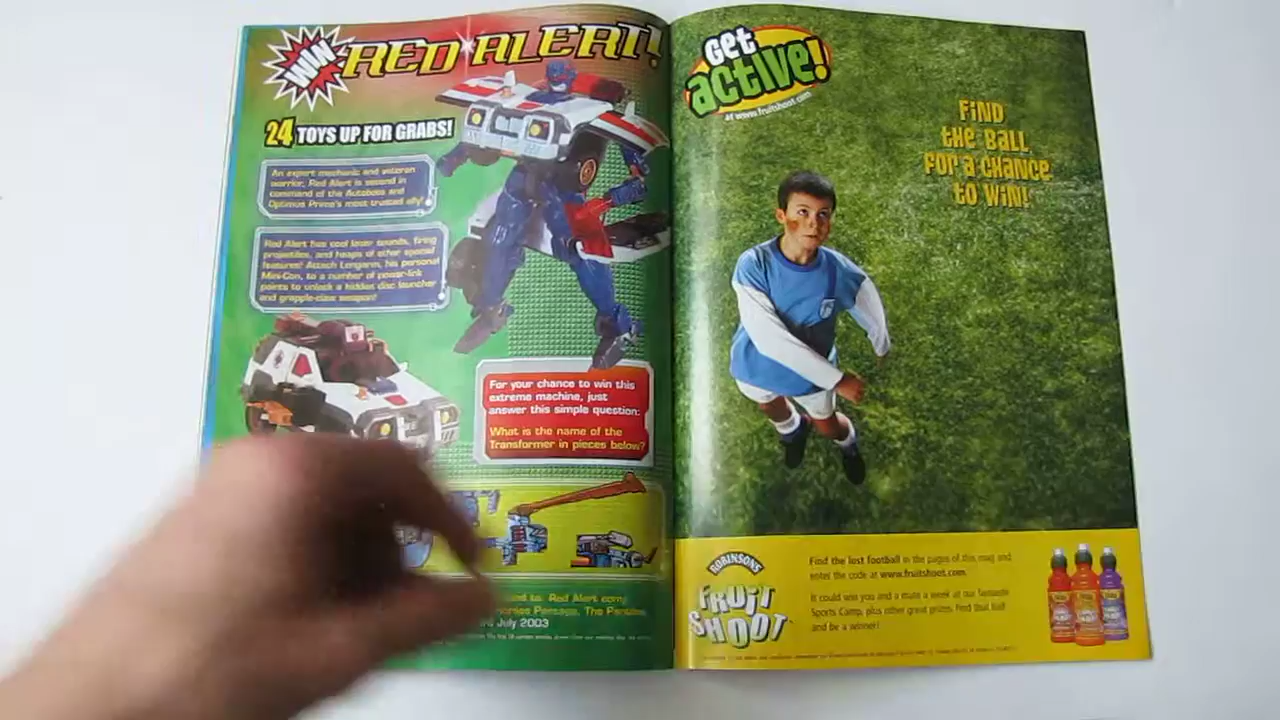 WIN
RED ALERT!
24 TOYS UP FOR GRABS!
An expert mechanic and veteran
warrior, Red Alert is second in
command of the Autobots and
Optimus Prime's most trusted ally!
Red Alert has cool laser sounds, firing
projectiles, and heaps of other special
features! Attach Longarm, his personal
Mini-Con, to a number of power-link
points to unlock a hidden disc launcher
and grapple-claw weapon!
For your chance to win this
extreme machine, just
answer this simple question:
What is the name of the
Transformer in pieces below?
to: Red Alert comp,
Panini
July 2003
Get
active!
at www.fruitshoot.com
FIND
the BALL
FOR a CHANCE
to WIN!
ROBINSONS
FRUIT
SHOOT
Find the lost football in the pages of this mag and
enter the code at www.fruitshoot.com.
It could win you and a mate a week at our fantastic
Sports Camp, plus other great prizes. Find that ball
and be a winner!